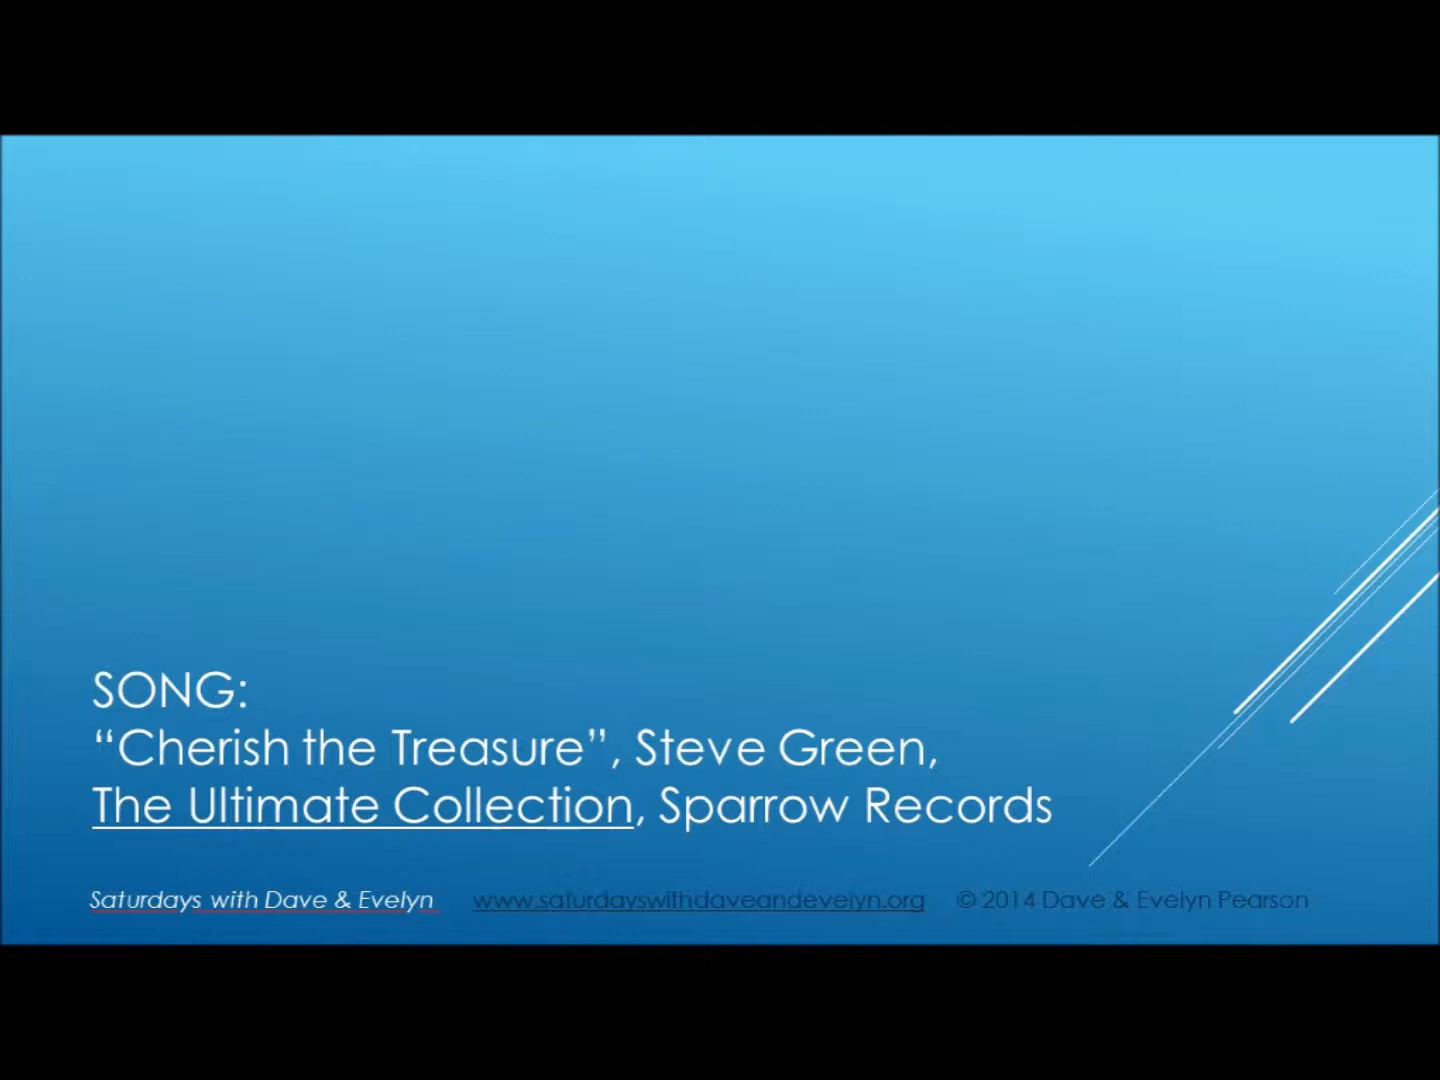 SONG:
“Cherish the Treasure”, Steve Green,
The Ultimate Collection, Sparrow Records
Saturdays with Dave & Evelyn www.saturdayswithdaveandevelyn.org © 2014 Dave & Evelyn Pearson